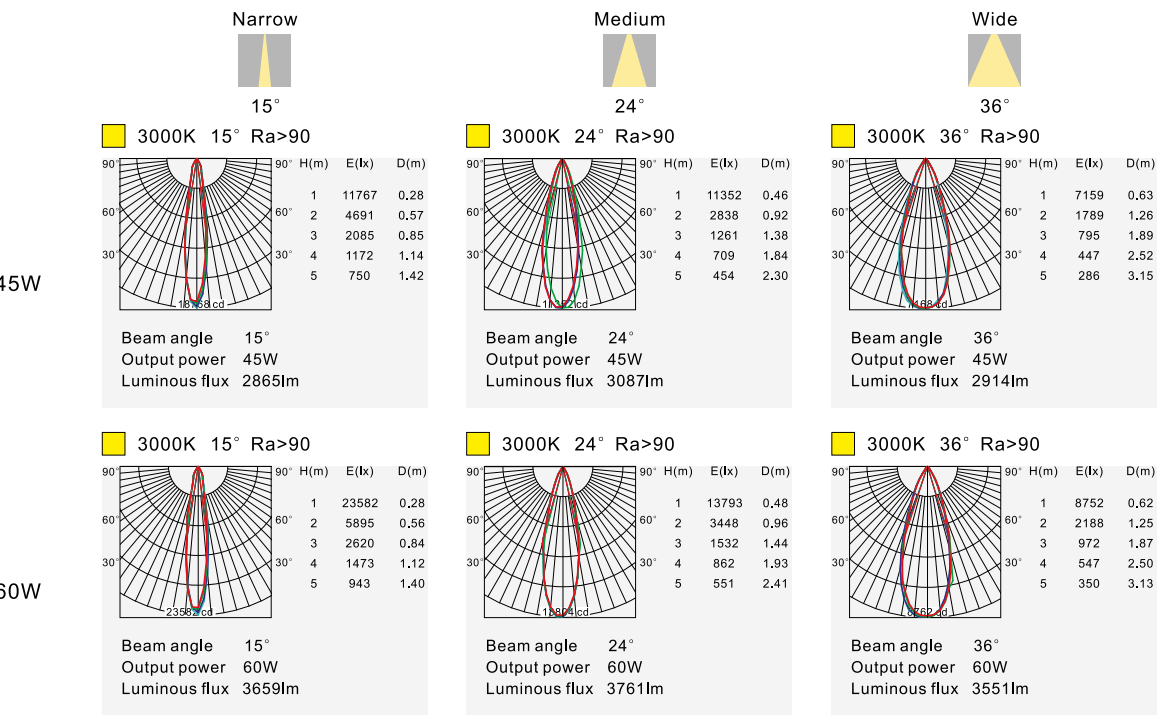 Narrow Medium Wide
15° 24° 36°
3000K 15° Ra>90
90° 90° H(m) E(lx) D(m)
1 11767 0.28
60° 60° 2 4691 0.57
3 2085 0.85
30° 30° 4 1172 1.14
5 750 1.42
Beam angle 15°
Output power 45W
Luminous flux 2865lm
3000K 24° Ra>90
90° 90° H(m) E(lx) D(m)
1 11352 0.46
60° 60° 2 2838 0.92
3 1261 1.38
30° 30° 4 709 1.84
5 454 2.30
Beam angle 24°
Output power 45W
Luminous flux 3087lm
3000K 36° Ra>90
90° 90° H(m) E(lx) D(m)
1 7159 0.63
60° 60° 2 1789 1.26
3 795 1.89
30° 30° 4 447 2.52
5 286 3.15
Beam angle 36°
Output power 45W
Luminous flux 2914lm
45W
3000K 15° Ra>90
90° 90° H(m) E(lx) D(m)
1 23582 0.28
60° 60° 2 5895 0.56
3 2620 0.84
30° 30° 4 1473 1.12
5 943 1.40
23582 cd
Beam angle 15°
Output power 60W
Luminous flux 3659lm
3000K 24° Ra>90
90° 90° H(m) E(lx) D(m)
1 13793 0.48
60° 60° 2 3448 0.96
3 1532 1.44
30° 30° 4 862 1.93
5 551 2.41
Beam angle 24°
Output power 60W
Luminous flux 3761lm
3000K 36° Ra>90
90° 90° H(m) E(lx) D(m)
1 8752 0.62
60° 60° 2 2188 1.25
3 972 1.87
30° 30° 4 547 2.50
5 350 3.13
8762 cd
Beam angle 36°
Output power 60W
Luminous flux 3551lm
60W